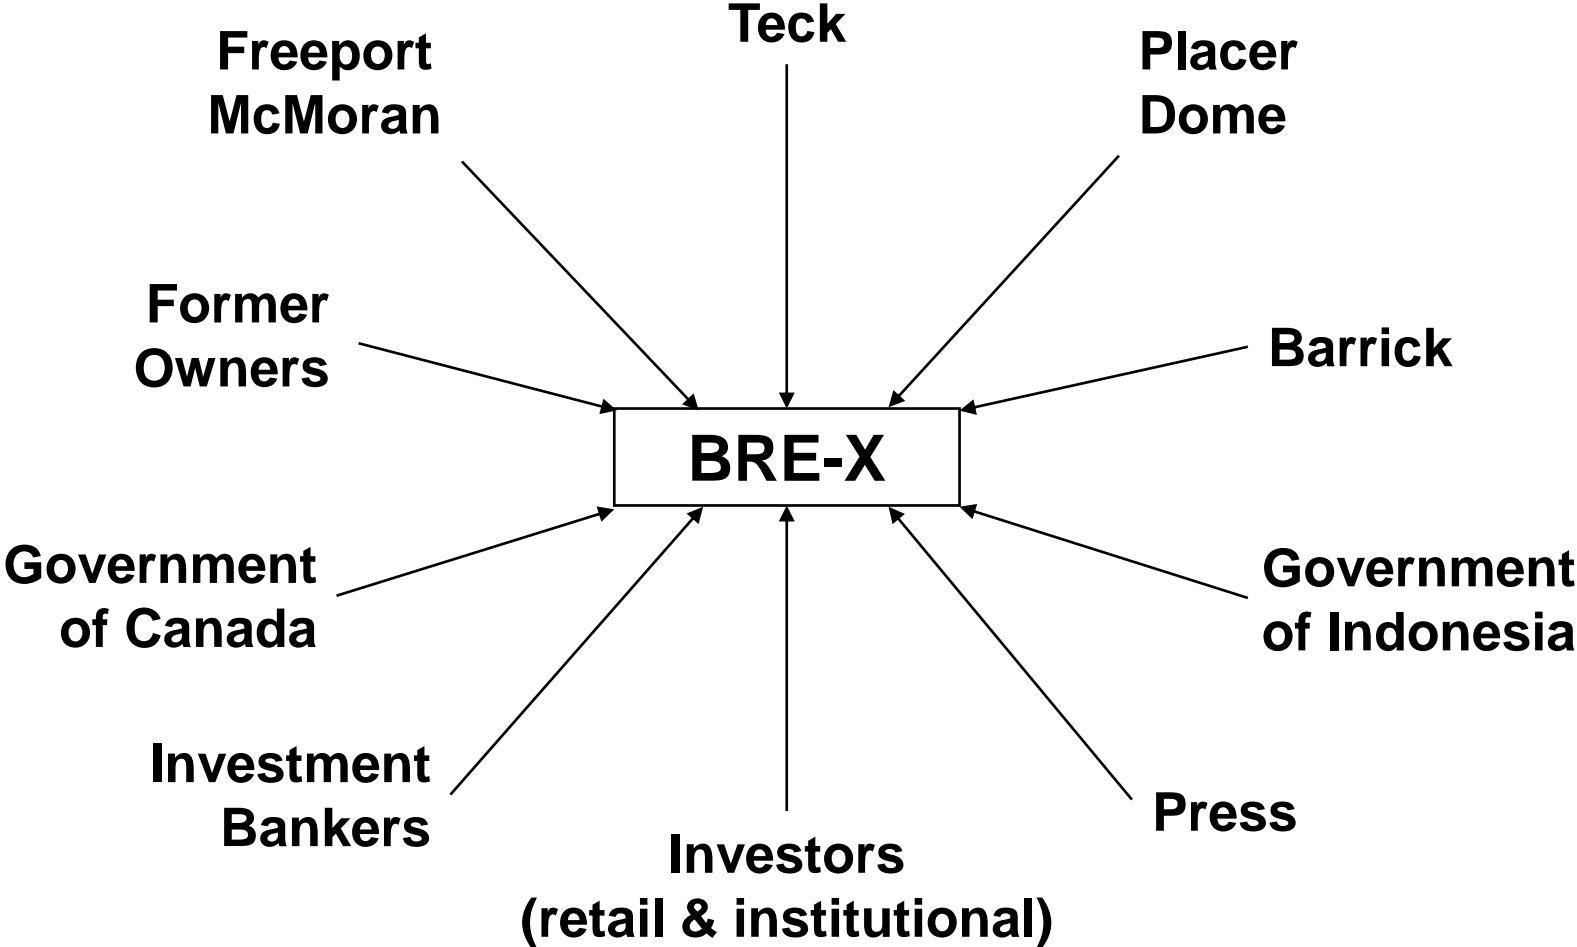 Teck
Freeport
McMoran
Placer
Dome
Former
Owners
Barrick
BRE-X
Government
of Canada
Government
of Indonesia
Investment
Bankers
Press
Investors
(retail & institutional)